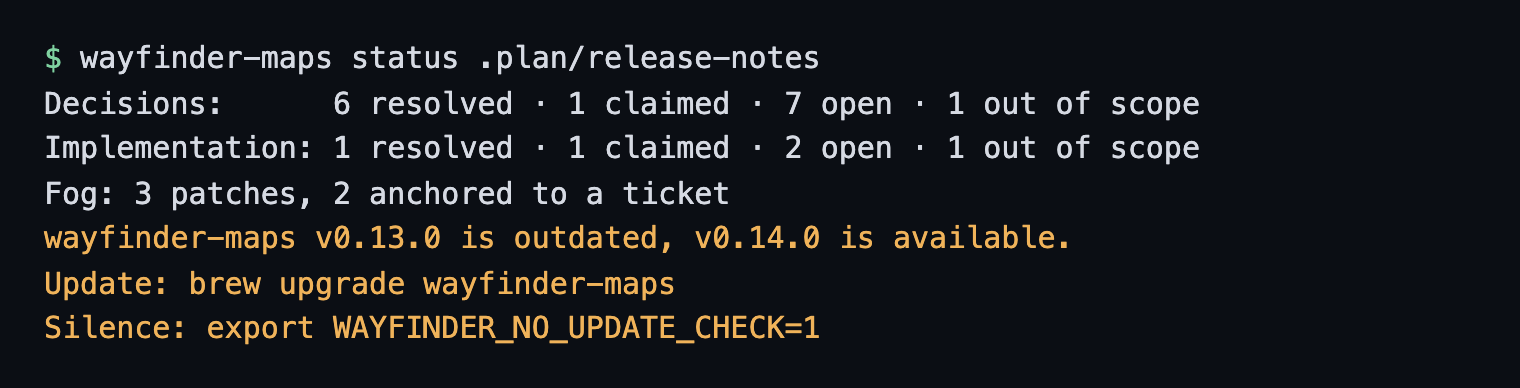 $ wayfinder-maps status .plan/release-notes
Decisions:      6 resolved · 1 claimed · 7 open · 1 out of scope
Implementation: 1 resolved · 1 claimed · 2 open · 1 out of scope
Fog: 3 patches, 2 anchored to a ticket
wayfinder-maps v0.13.0 is outdated, v0.14.0 is available.
Update: brew upgrade wayfinder-maps
Silence: export WAYFINDER_NO_UPDATE_CHECK=1